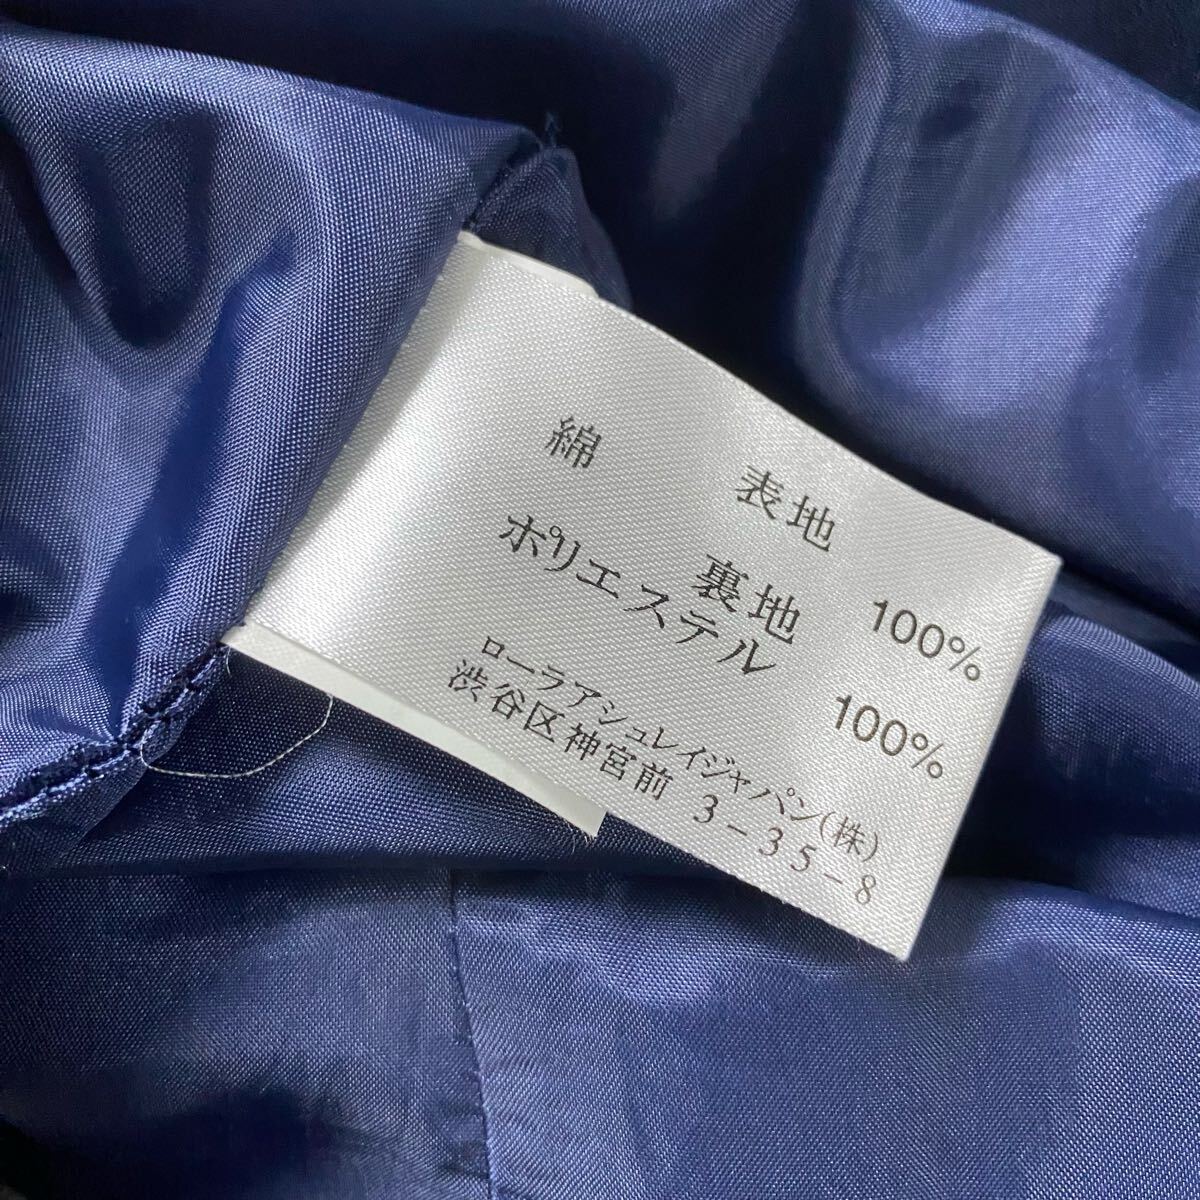 表地
綿 100%
裏地
ポリエステル 100%
ローラアシュレイジャパン(株)
渋谷区神宮前 3-35-8